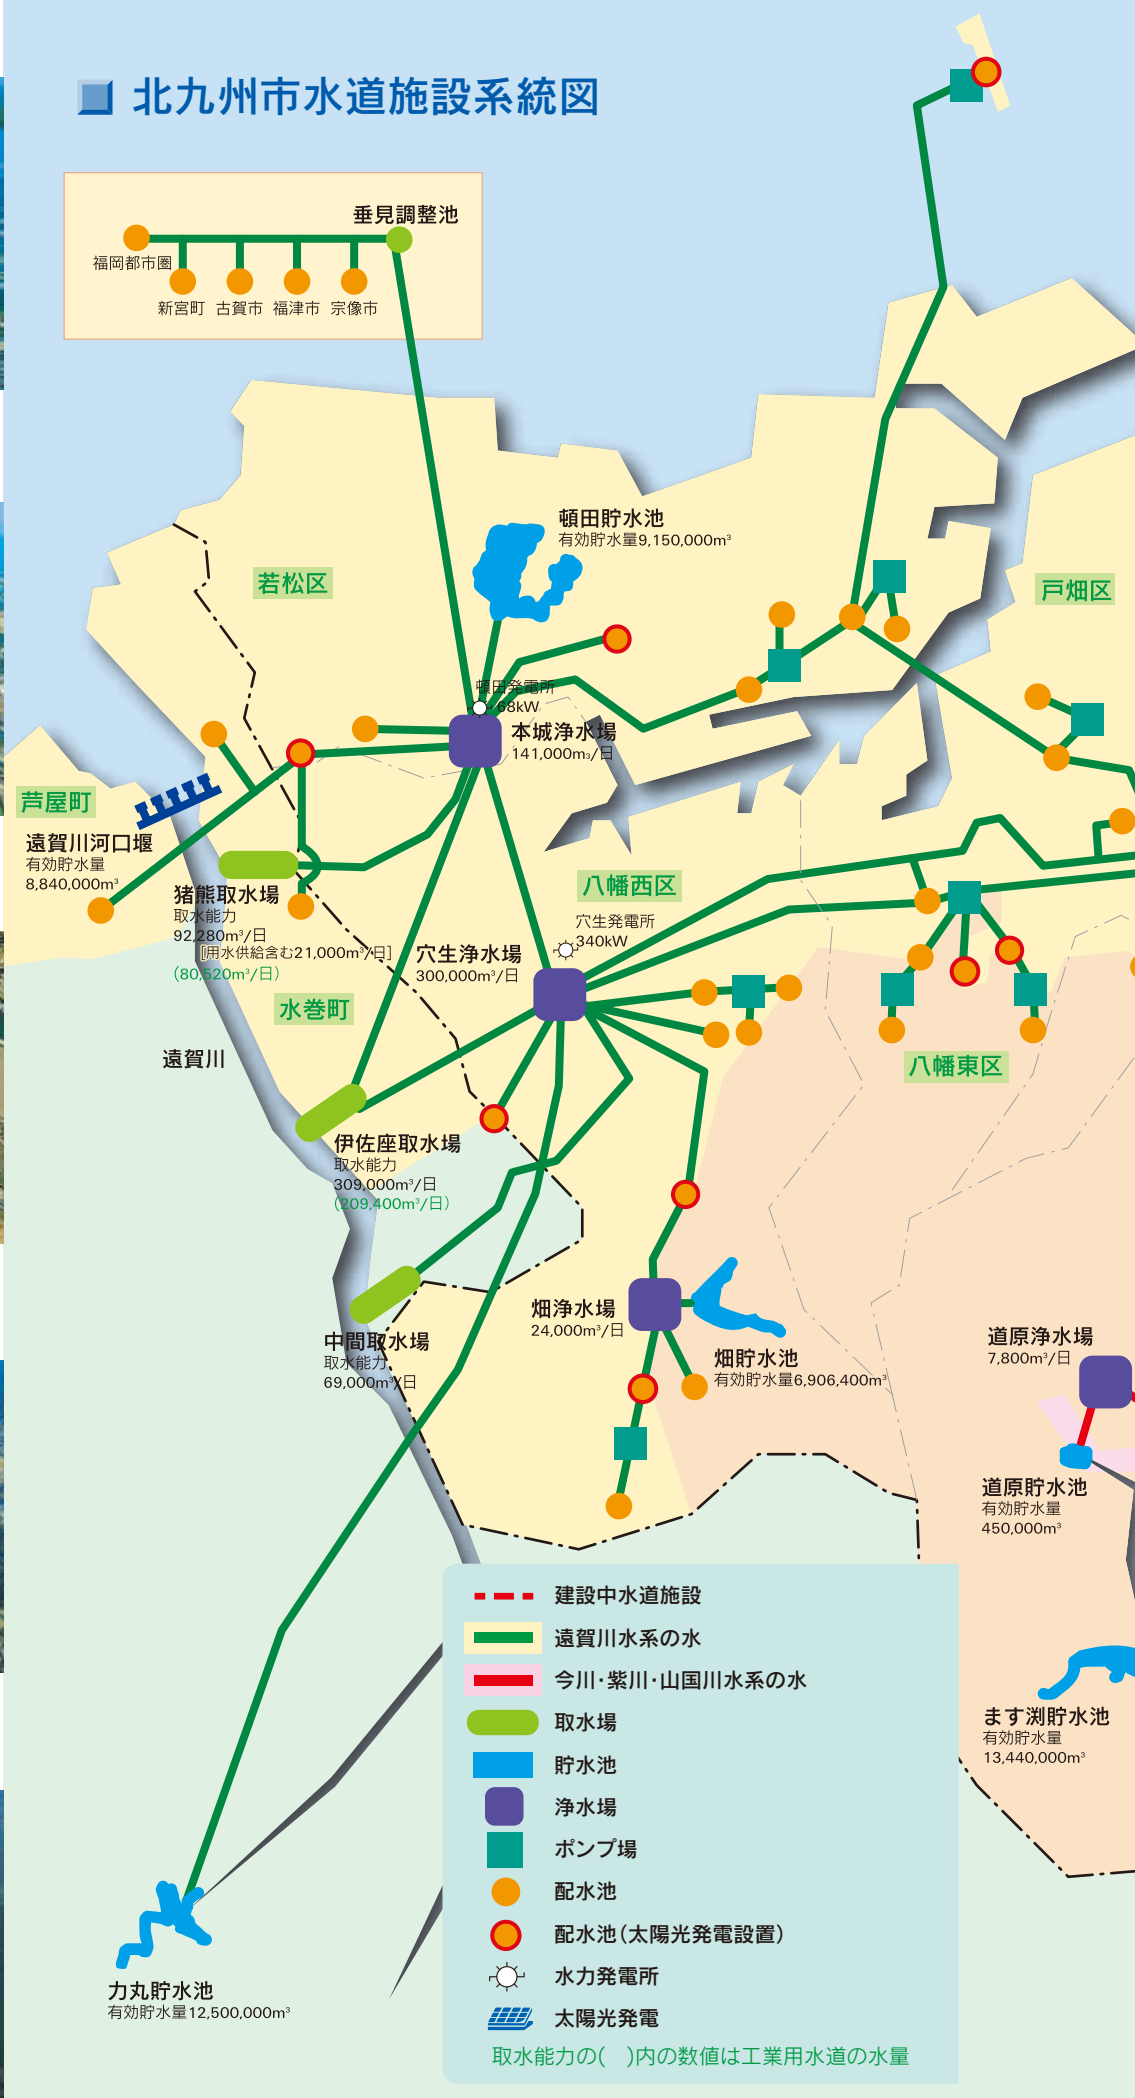 北九州市水道施設系統図
垂見調整池
福岡都市圏
新宮町 古賀市 福津市 宗像市
頓田貯水池
有効貯水量9,150,000m³
若松区
戸畑区
頓田発電所
68kW
本城浄水場
141,000m³/日
芦屋町
遠賀川河口堰
有効貯水量
8,840,000m³
猪熊取水場
取水能力
92,280m³/日
[用水供給含む21,000m³/日]
(80,520m³/日)
八幡西区
穴生発電所
340kW
穴生浄水場
300,000m³/日
水巻町
遠賀川
八幡東区
伊佐座取水場
取水能力
309,000m³/日
(209,400m³/日)
中間取水場
取水能力
69,000m³/日
畑浄水場
24,000m³/日
畑貯水池
有効貯水量6,906,400m³
道原浄水場
7,800m³/日
道原貯水池
有効貯水量
450,000m³
ます渕貯水池
有効貯水量
13,440,000m³
力丸貯水池
有効貯水量12,500,000m³
建設中水道施設
遠賀川水系の水
今川・紫川・山国川水系の水
取水場
貯水池
浄水場
ポンプ場
配水池
配水池(太陽光発電設置)
水力発電所
太陽光発電
取水能力の(　)内の数値は工業用水道の水量